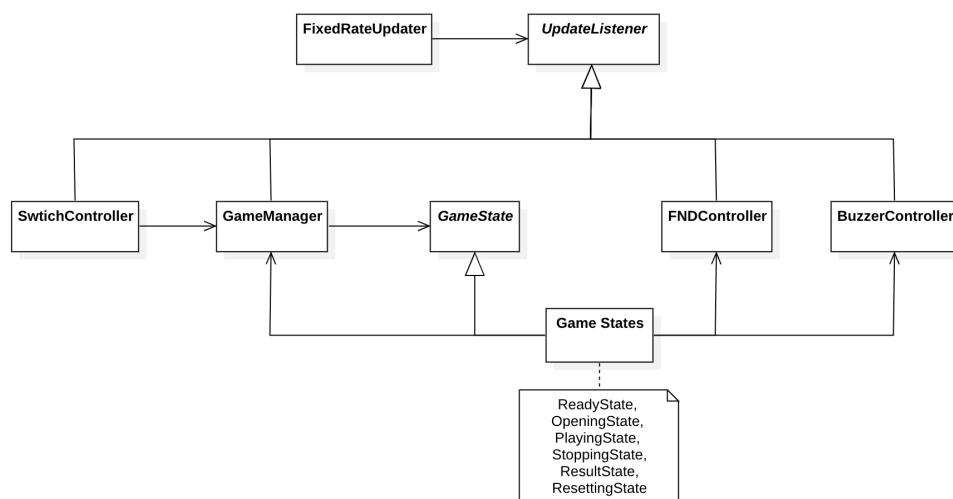 FixedRateUpdater
UpdateListener
SwtichController
GameManager
GameState
FNDController
BuzzerController
Game States
ReadyState,
OpeningState,
PlayingState,
StoppingState,
ResultState,
ResettingState